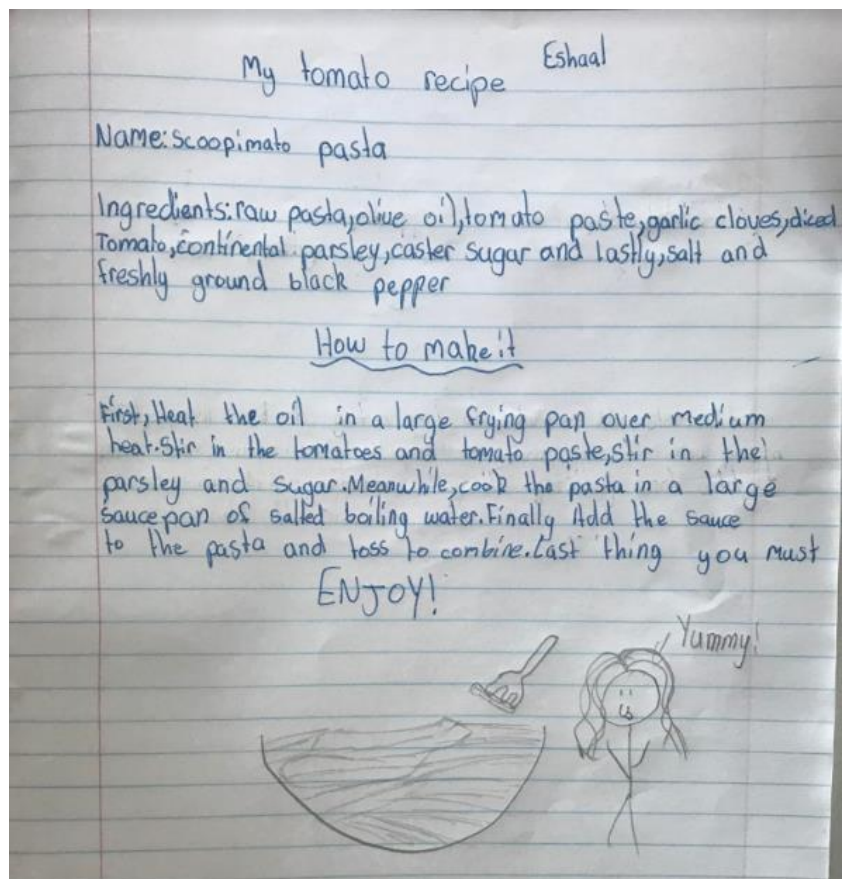 Eshaal
My tomato recipe
Name:Scoopimato pasta
Ingredients:raw pasta,olive oil,tomato paste,garlic cloves,diced
Tomato,continental parsley,caster sugar and lastly,salt and
freshly ground black pepper
How to make it
First,Heat the oil in a large frying pan over medium
heat.Stir in the tomatoes and tomato paste,stir in the
parsley and sugar.Meanwhile,cook the pasta in a large
saucepan of salted boiling water.Finally Add the sauce
to the pasta and toss to combine.Last thing you must
ENJOY!
Yummy!